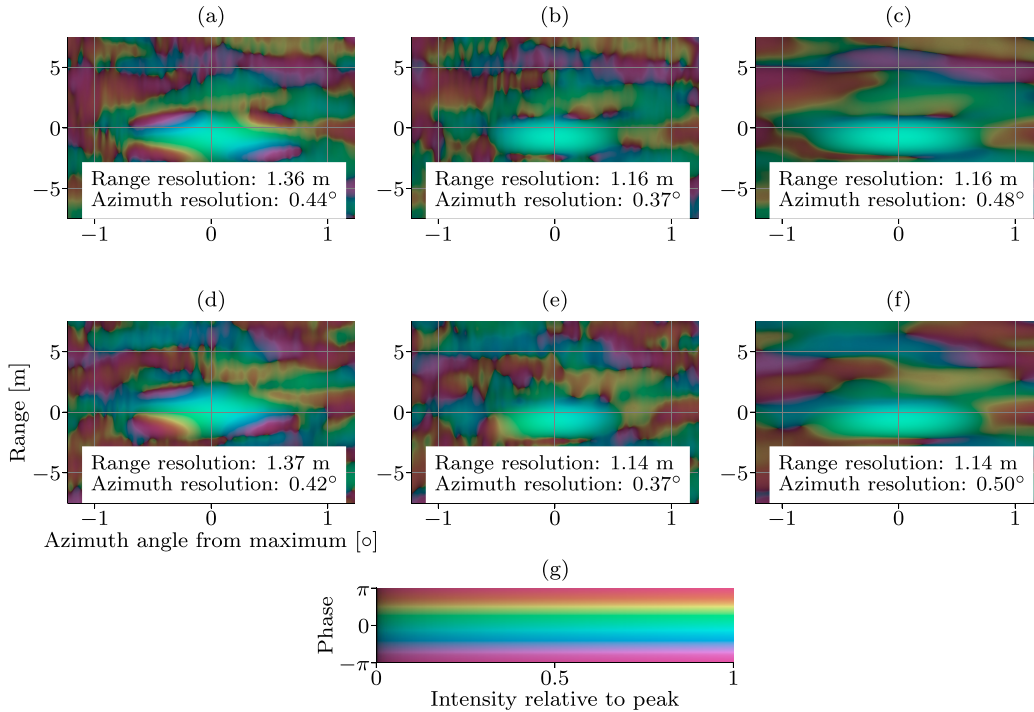 (a)
(b)
(c)
5
0
−5
Range resolution: 1.36 m
Azimuth resolution: 0.44°
Range resolution: 1.16 m
Azimuth resolution: 0.37°
Range resolution: 1.16 m
Azimuth resolution: 0.48°
−1 0 1
5
0
−5
−1 0 1
5
0
−5
−1 0 1
(d)
(e)
(f)
Range [m]
5
0
−5
Range resolution: 1.37 m
Azimuth resolution: 0.42°
−1 0 1
Azimuth angle from maximum [∘]
5
0
−5
Range resolution: 1.14 m
Azimuth resolution: 0.37°
−1 0 1
5
0
−5
Range resolution: 1.14 m
Azimuth resolution: 0.50°
−1 0 1
(g)
Phase
π
0
−π
0 0.5 1
Intensity relative to peak